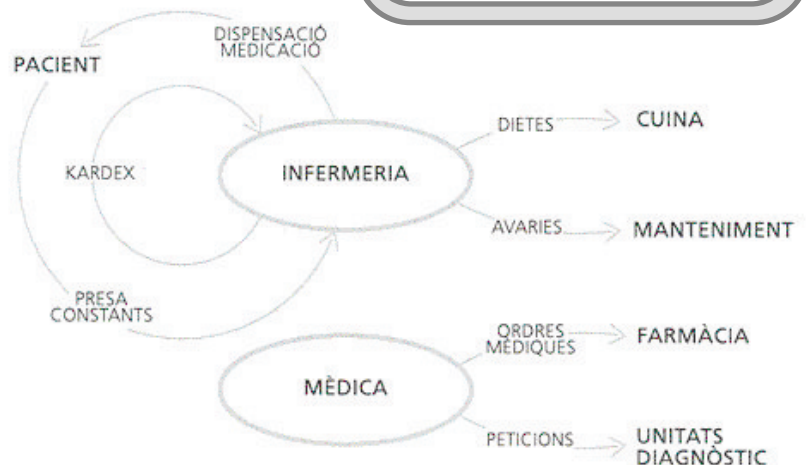 DISPENSACIÓ
MEDICACIÓ
PACIENT
DIETES
CUINA
KARDEX
INFERMERIA
AVARIES
MANTENIMENT
PRESA
CONSTANTS
ORDRES
MÈDIQUES
FARMÀCIA
MÈDICA
PETICIONS
UNITATS
DIAGNÒSTIC